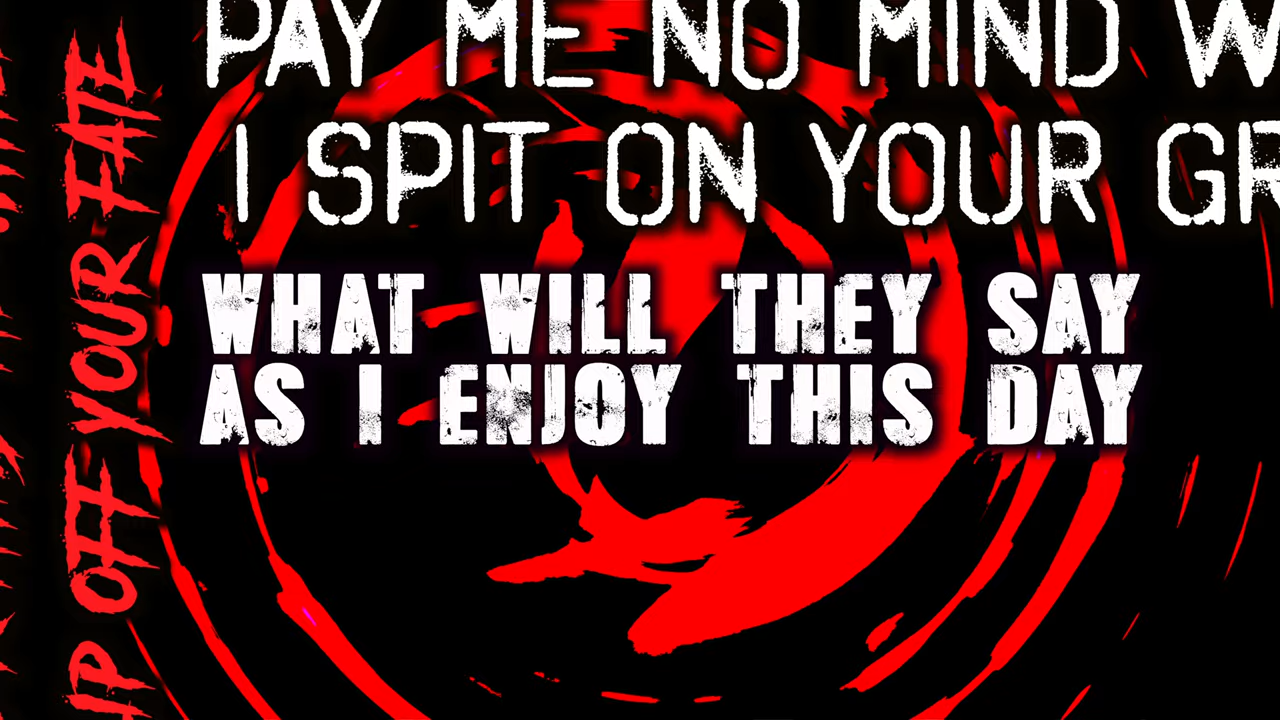 PAY ME NO MIND
I SPIT ON YOUR
WHAT WILL THEY SAY
AS I ENJOY THIS DAY
OFF YOUR FATE